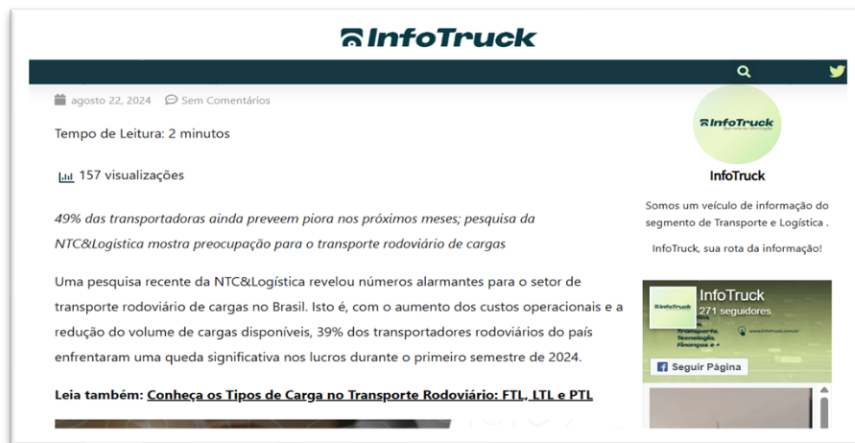 InfoTruck
agosto 22, 2024 Sem Comentários
Tempo de Leitura: 2 minutos
157 visualizações
49% das transportadoras ainda preveem piora nos próximos meses; pesquisa da
NTC&Logística mostra preocupação para o transporte rodoviário de cargas
Uma pesquisa recente da NTC&Logística revelou números alarmantes para o setor de
transporte rodoviário de cargas no Brasil. Isto é, com o aumento dos custos operacionais e a
redução do volume de cargas disponíveis, 39% dos transportadores rodoviários do país
enfrentaram uma queda significativa nos lucros durante o primeiro semestre de 2024.
Leia também: Conheça os Tipos de Carga no Transporte Rodoviário: FTL, LTL e PTL
InfoTruck
InfoTruck
Somos um veículo de informação do
segmento de Transporte e Logística .
InfoTruck, sua rota da informação!
InfoTruck
InfoTruck
271 seguidores
Transporte,
Tecnologia,
Finanças e +
Seguir Página